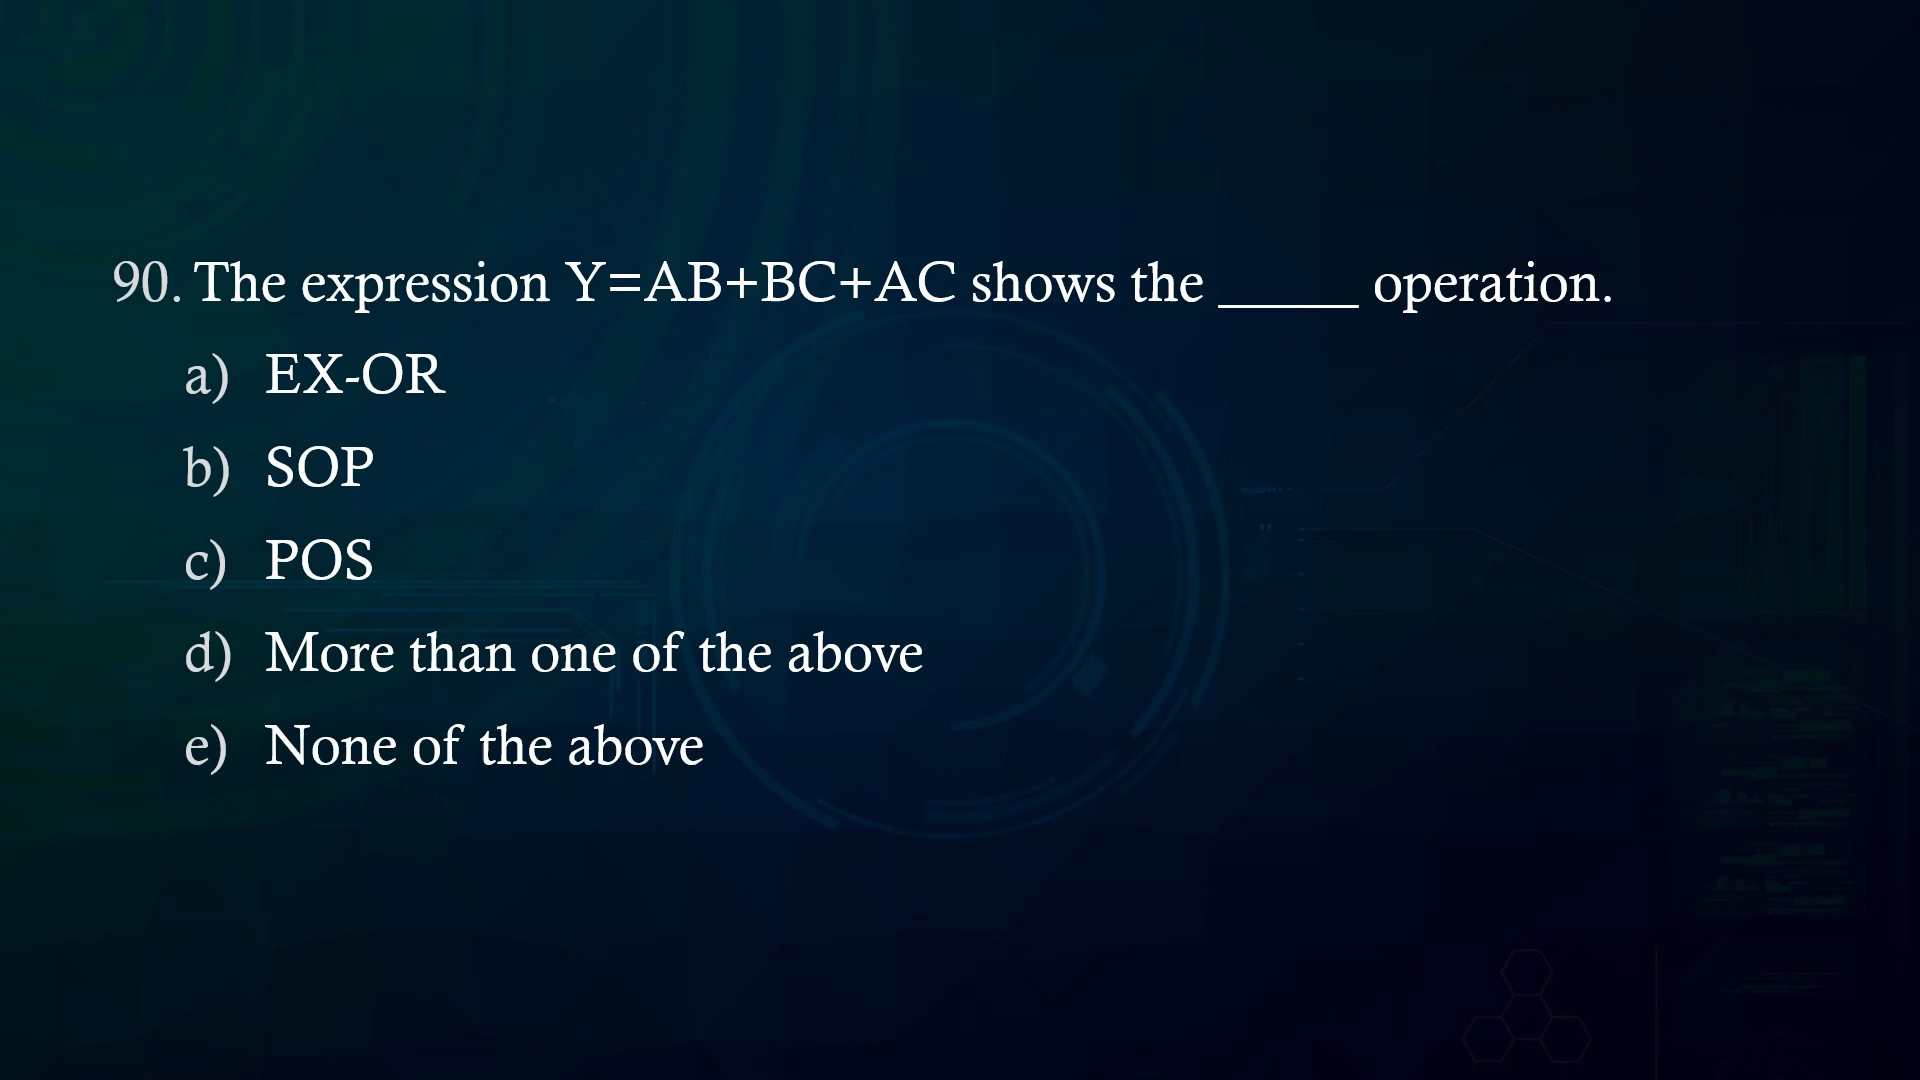 90. The expression Y=AB+BC+AC shows the _____ operation.
a) EX-OR
b) SOP
c) POS
d) More than one of the above
e) None of the above